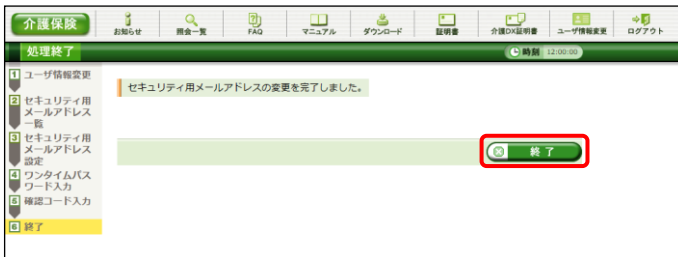 介護保険
お知らせ
照会一覧
FAQ
マニュアル
ダウンロード
証明書
介護DX証明書
ユーザ情報変更
ログアウト
処理終了
時刻 12:00:00
1 ユーザ情報変更
2 セキュリティ用
メールアドレス
一覧
3 セキュリティ用
メールアドレス
設定
4 ワンタイムパス
ワード入力
5 確認コード入力
6 終了
セキュリティ用メールアドレスの変更を完了しました。
終 了